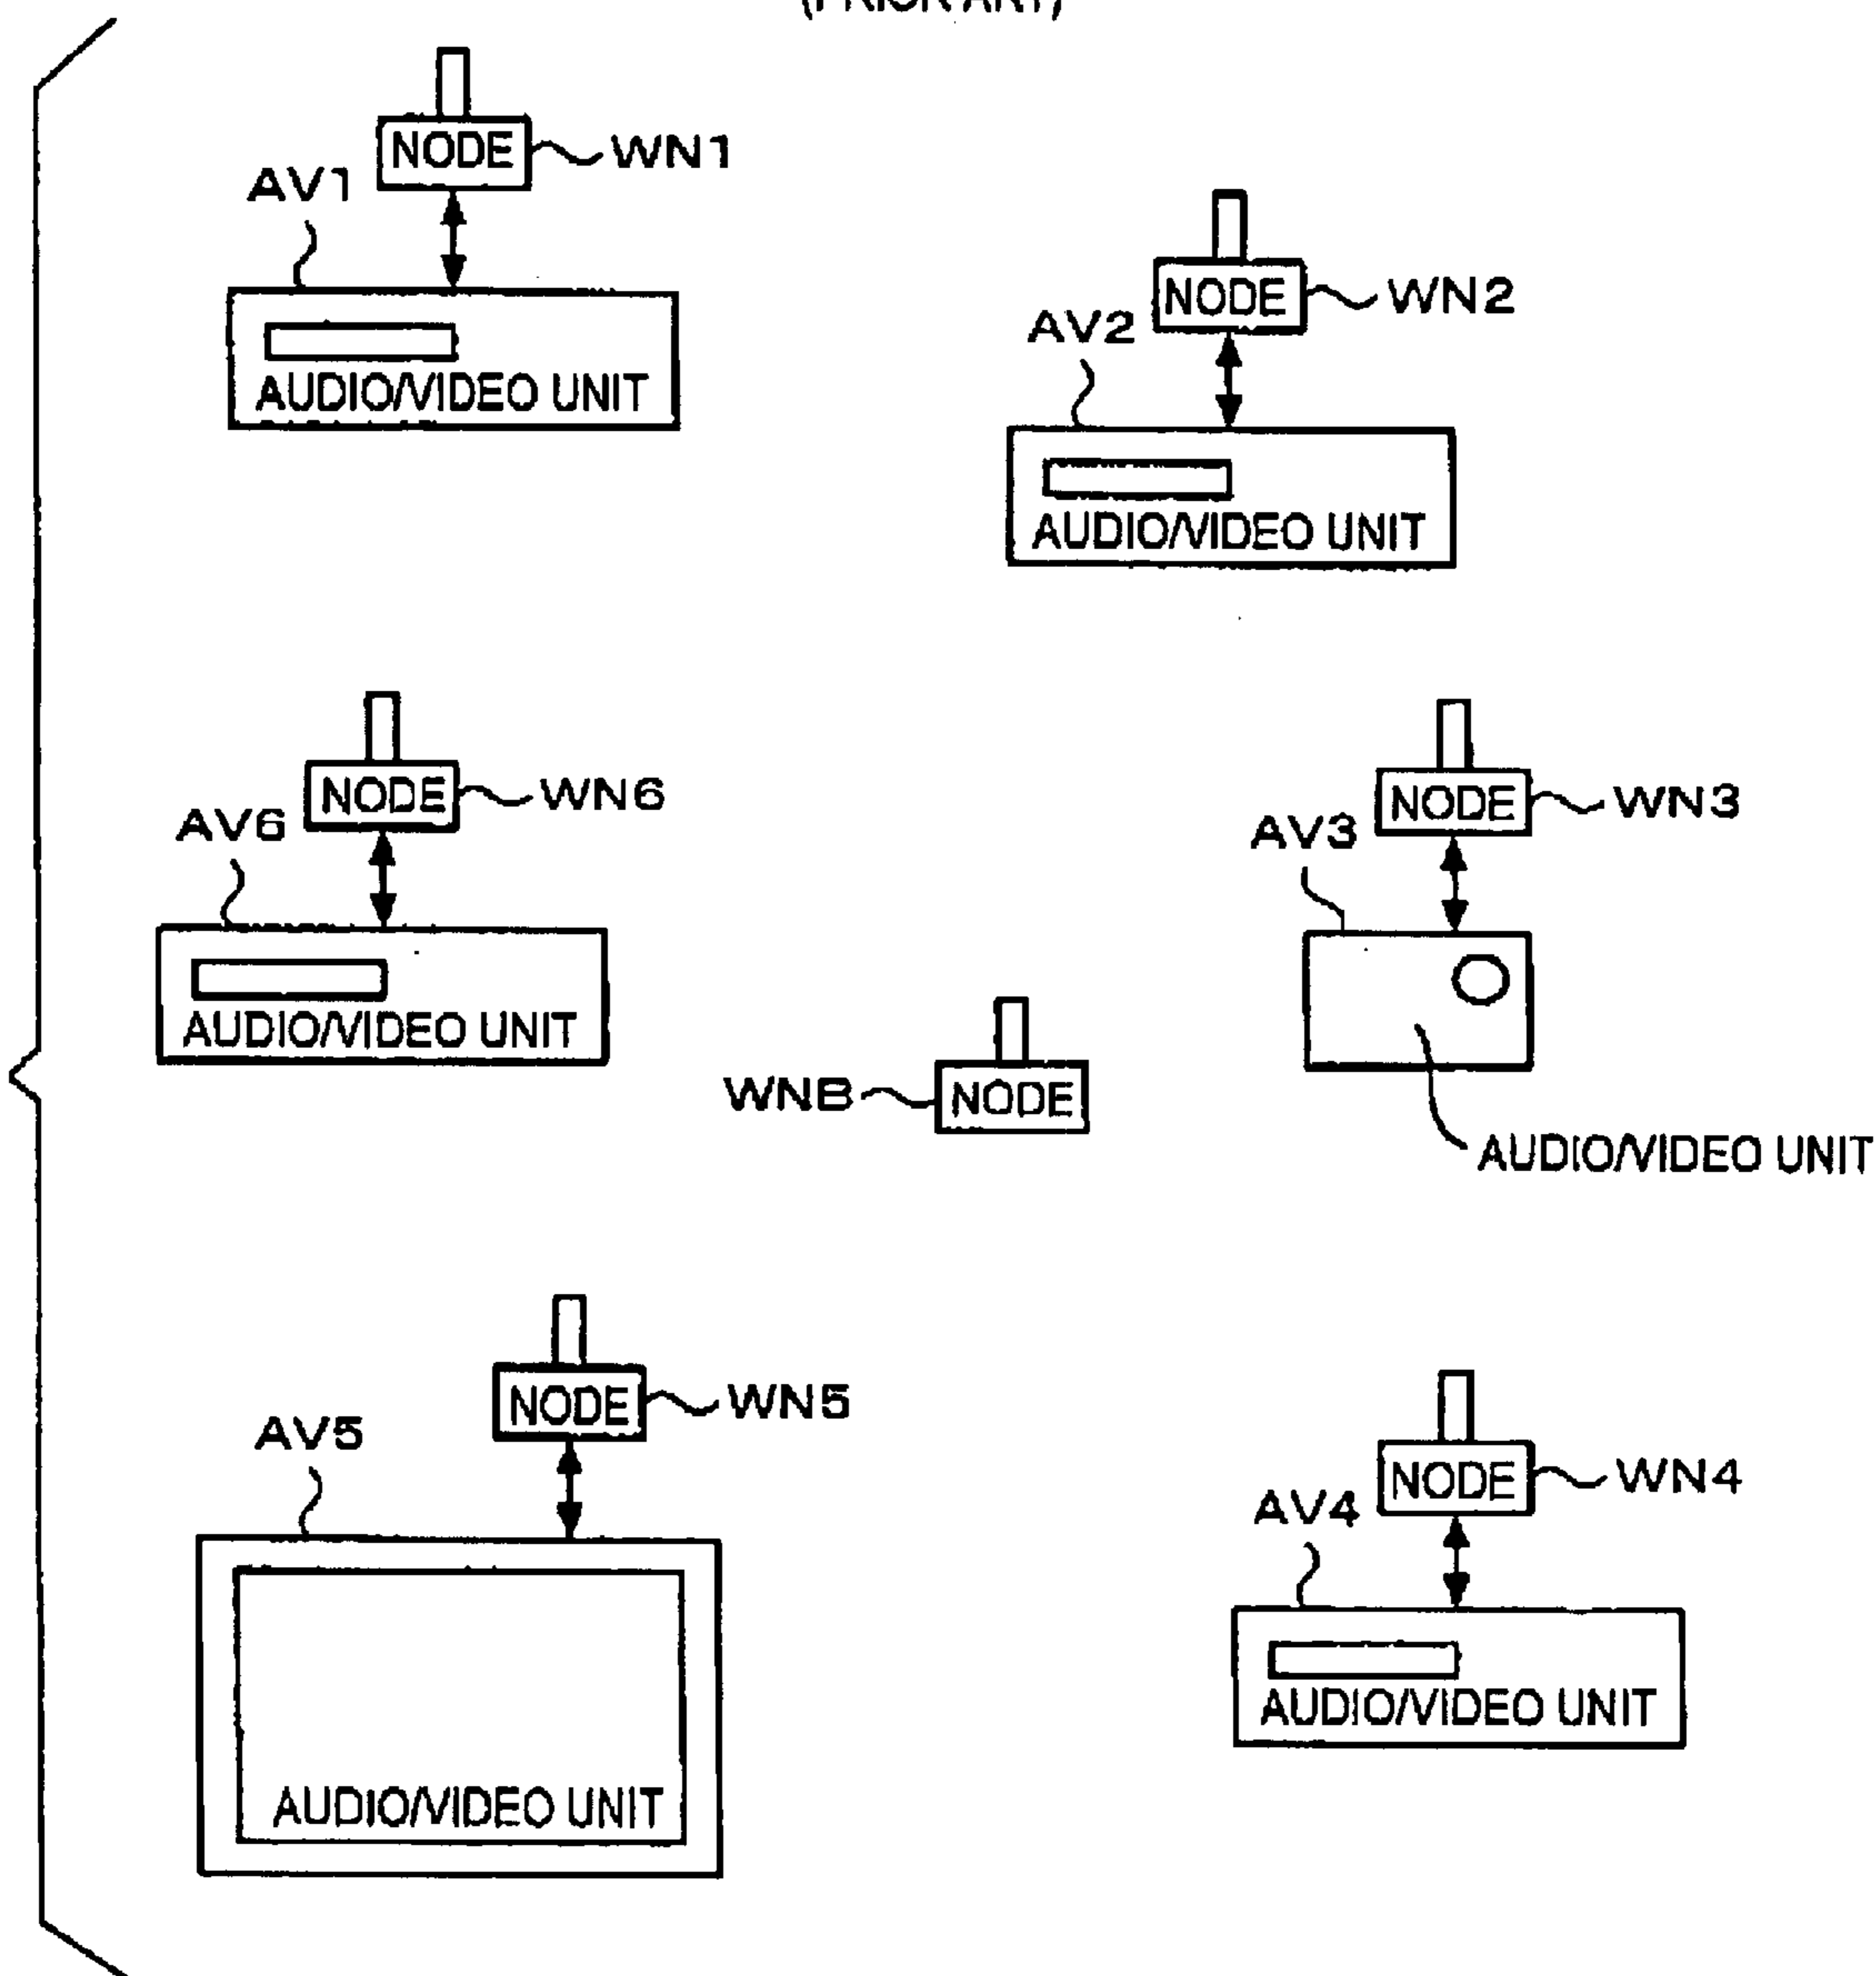 (PRIOR ART)
NODE
WN1
AV1
AUDIO/VIDEO UNIT
NODE
WN2
AV2
AUDIO/VIDEO UNIT
NODE
WN6
AV6
AUDIO/VIDEO UNIT
NODE
WN3
AV3
AUDIO/VIDEO UNIT
WNB
NODE
NODE
WN5
AV5
AUDIO/VIDEO UNIT
NODE
WN4
AV4
AUDIO/VIDEO UNIT